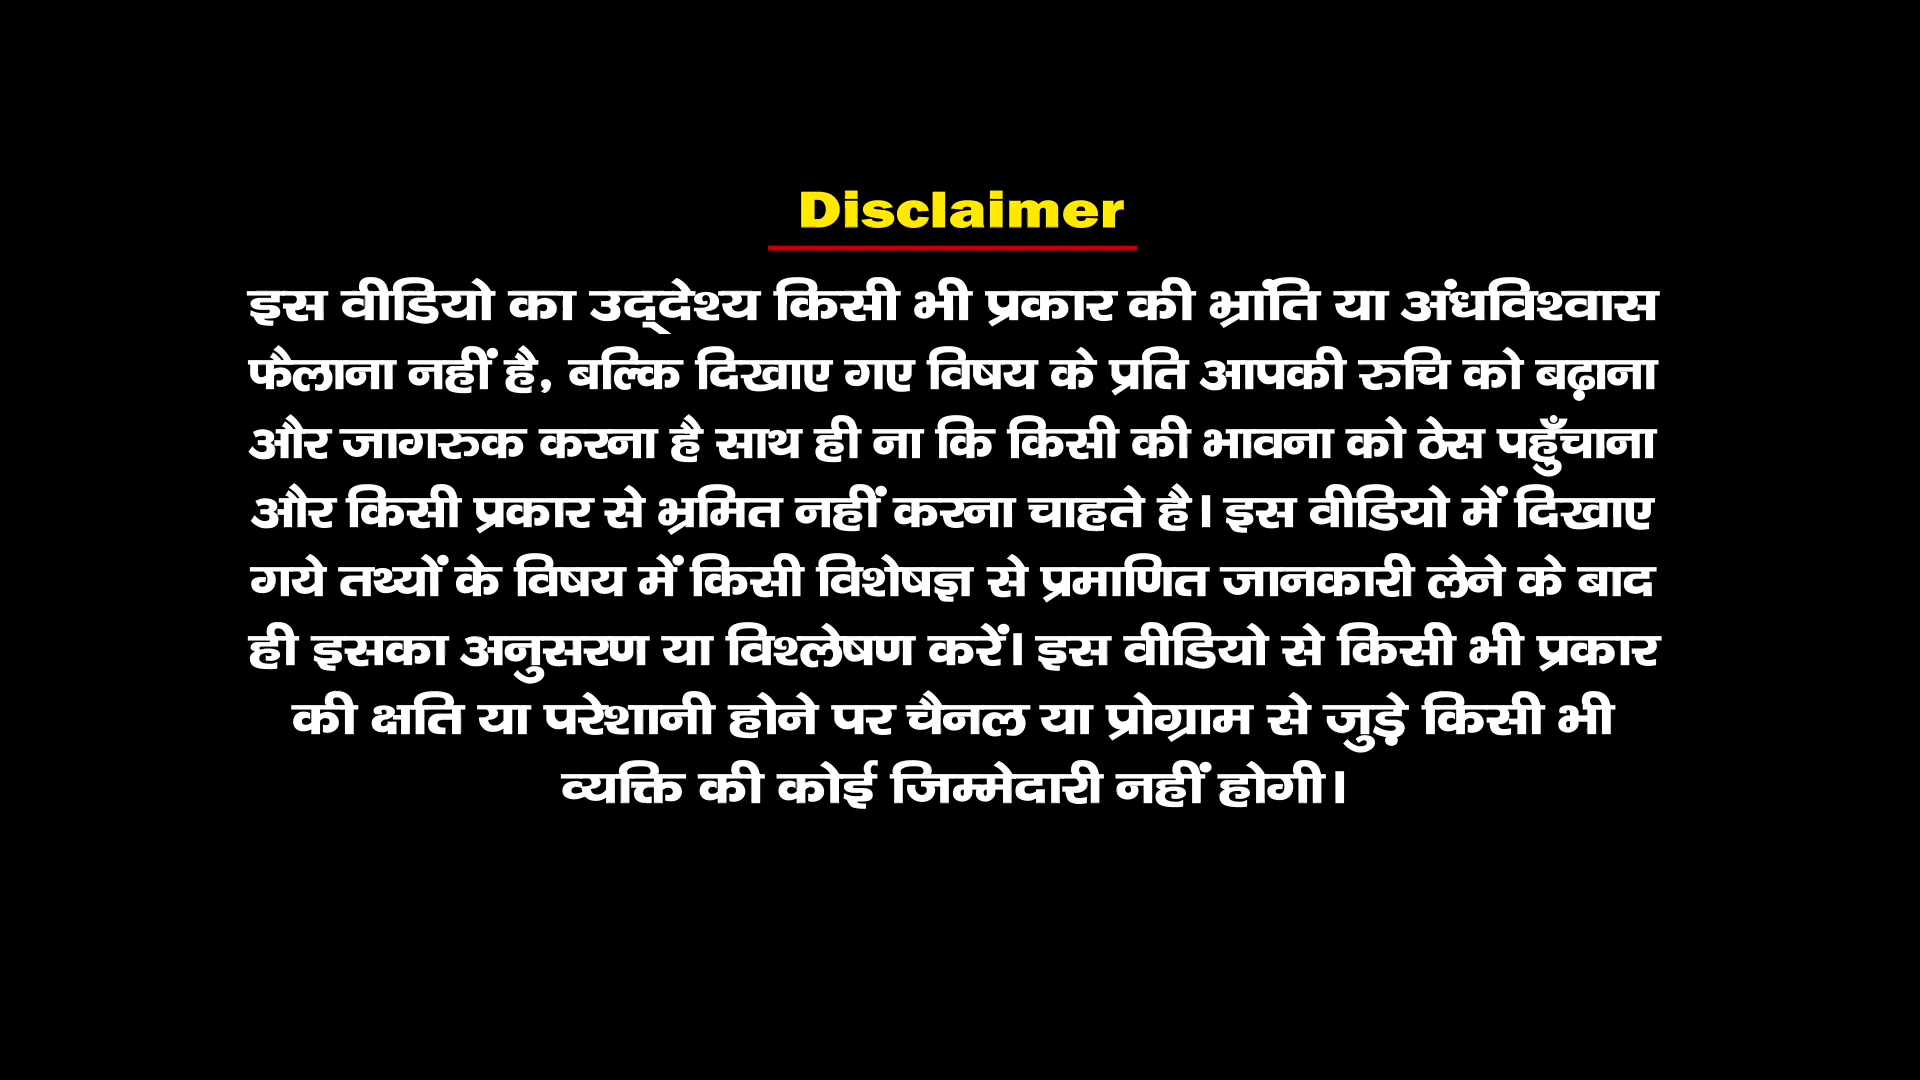 Disclaimer
इस वीडियो का उद्‌देश्य किसी भी प्रकार की भ्रांति या अंधविश्वास
फैलाना नहीं है, बल्कि दिखाए गए विषय के प्रति आपकी रुचि को बढ़ाना
और जागरुक करना है साथ ही ना कि किसी की भावना को ठेस पहुँचाना
और किसी प्रकार से भ्रमित नहीं करना चाहते है। इस वीडियो में दिखाए
गये तथ्यों के विषय में किसी विशेषज्ञ से प्रमाणित जानकारी लेने के बाद
ही इसका अनुसरण या विश्लेषण करें। इस वीडियो से किसी भी प्रकार
की क्षति या परेशानी होने पर चैनल या प्रोग्राम से जुड़े किसी भी
व्यक्ति की कोई जिम्मेदारी नहीं होगी।